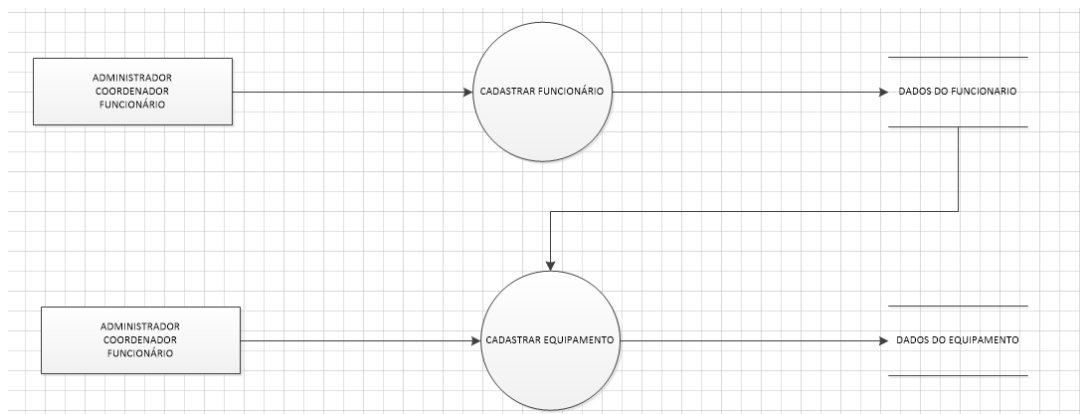 ADMINISTRADOR
COORDENADOR
FUNCIONÁRIO
CADASTRAR FUNCIONÁRIO
DADOS DO FUNCIONARIO
ADMINISTRADOR
COORDENADOR
FUNCIONÁRIO
CADASTRAR EQUIPAMENTO
DADOS DO EQUIPAMENTO